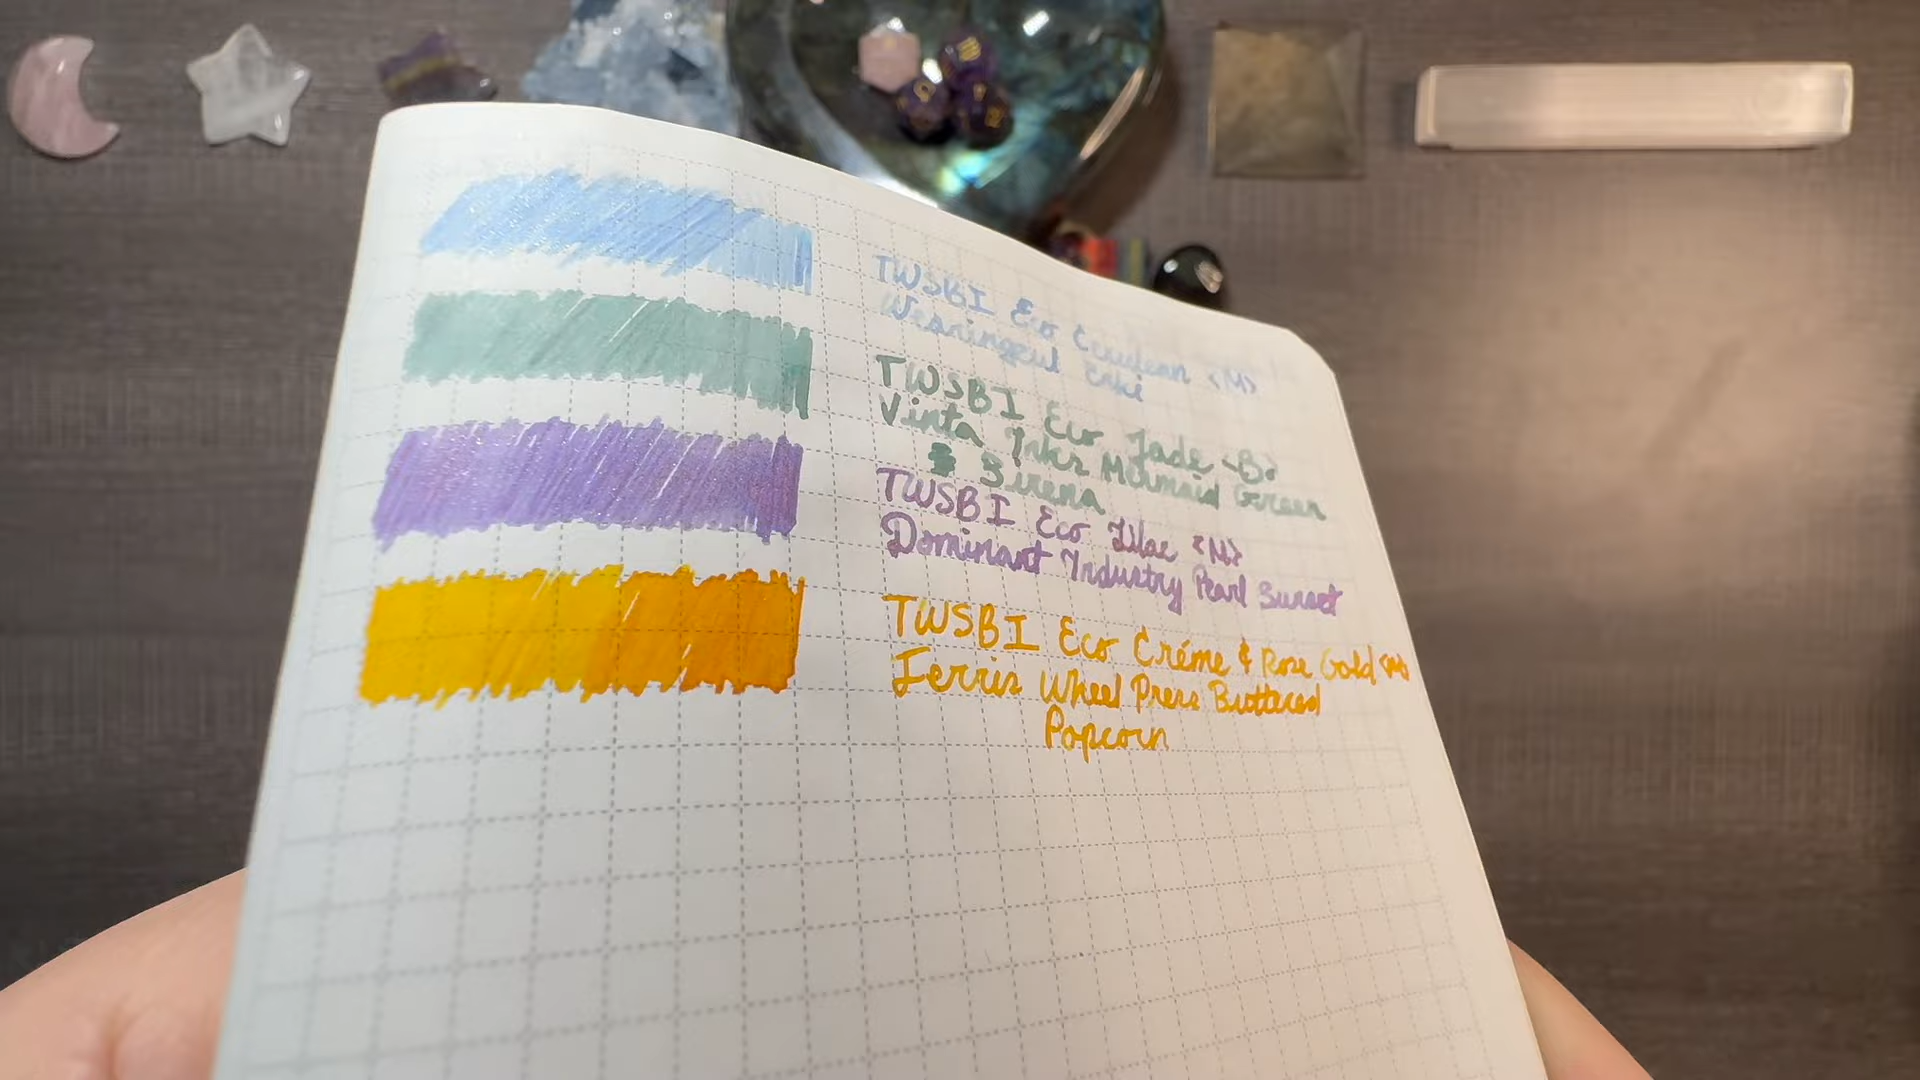 TWSBI Eco Cerulean <M>
Wearingeul Enki
TWSBI Eco Jade <B>
Vinta Inks Mermaid Green
Sirena
TWSBI Eco Lilac <M>
Dominant Industry Pearl Sunset
TWSBI Eco Créme & Rose Gold <M>
Ferris Wheel Press Buttered
Popcorn